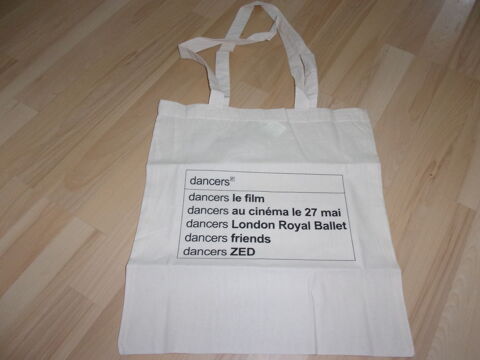 dancers
dancers le film
dancers au cinéma le 27 mai
dancers London Royal Ballet
dancers friends
dancers ZED